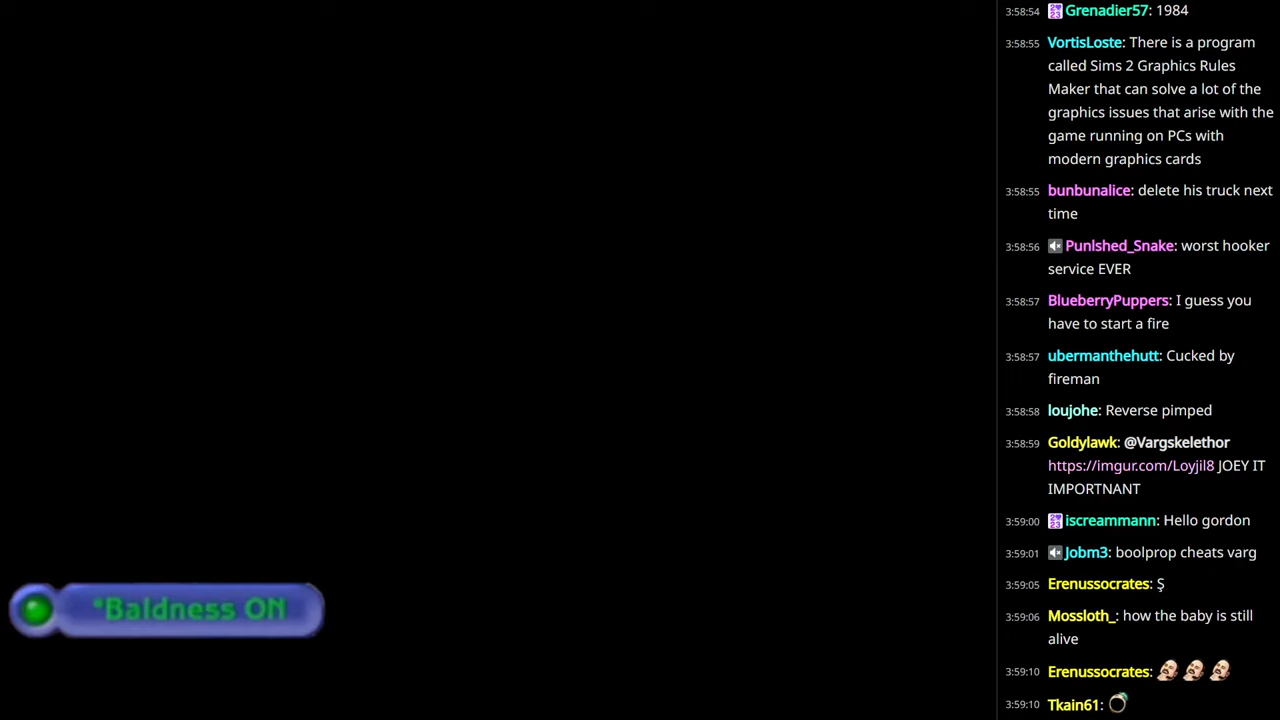 3:58:54 Grenadier57: 1984
3:58:55 VortisLoste: There is a program
called Sims 2 Graphics Rules
Maker that can solve a lot of the
graphics issues that arise with the
game running on PCs with
modern graphics cards
3:58:55 bunbunalice: delete his truck next
time
3:58:56 Punlshed_Snake: worst hooker
service EVER
3:58:57 BlueberryPuppers: I guess you
have to start a fire
3:58:57 ubermanthehutt: Cucked by
fireman
3:58:58 loujohe: Reverse pimped
3:58:59 Goldylawk: @Vargskelethor
https://imgur.com/Loyjil8 JOEY IT
IMPORTNANT
3:59:00 iscreammann: Hello gordon
3:59:01 Jobm3: boolprop cheats varg
3:59:05 Erenussocrates: Ş
3:59:06 Mossloth_: how the baby is still
alive
3:59:10 Erenussocrates:
3:59:10 Tkain61:
*Baldness ON